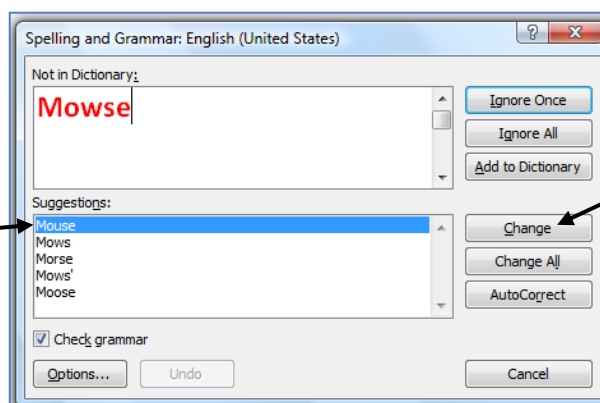 Spelling and Grammar: English (United States)
?
X
Not in Dictionary:
Mowse
Ignore Once
Ignore All
Add to Dictionary
Suggestions:
Mouse
Mows
Morse
Mows'
Moose
Change
Change All
AutoCorrect
Check grammar
Options...
Undo
Cancel